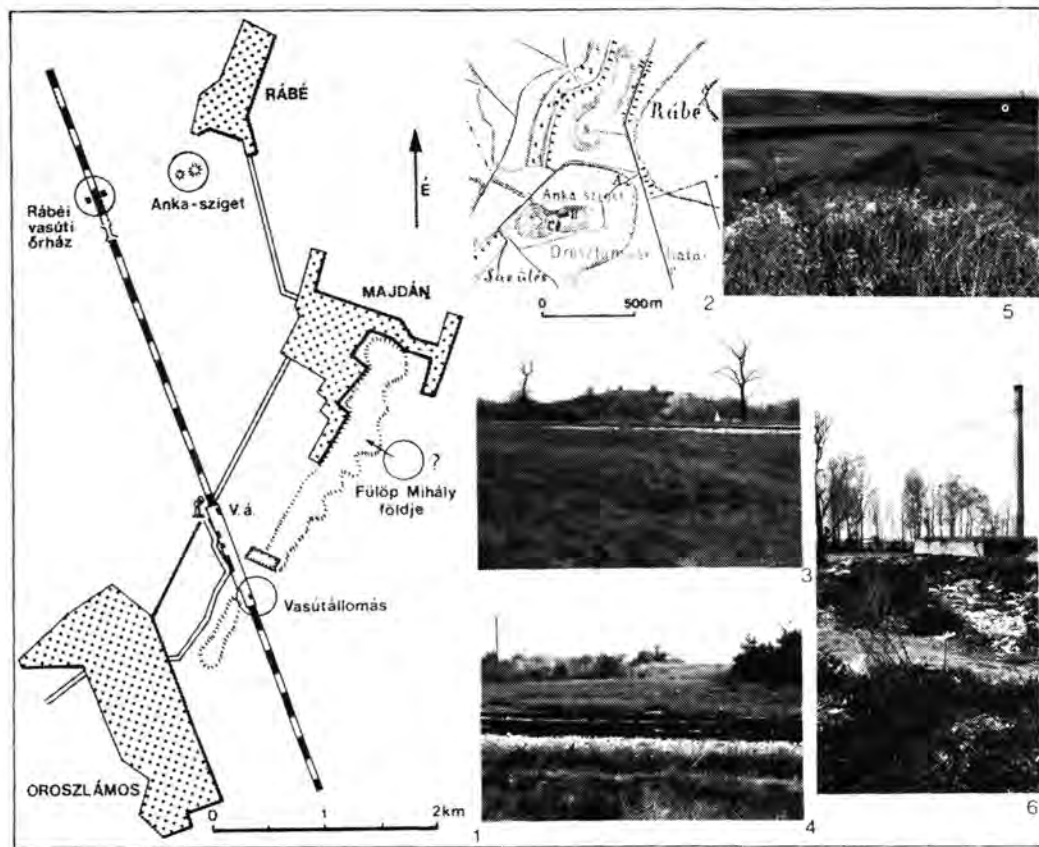 RÁBÉ
É
Rábéi
vasúti
őrház
Anka-sziget
MAJDÁN
?
Fülöp Mihály
földje
V. á.
Vasútállomás
OROSZLÁMOS
0 1 2km
1
Rábé
Anka sziget
0 500m
2
5
3
4
6